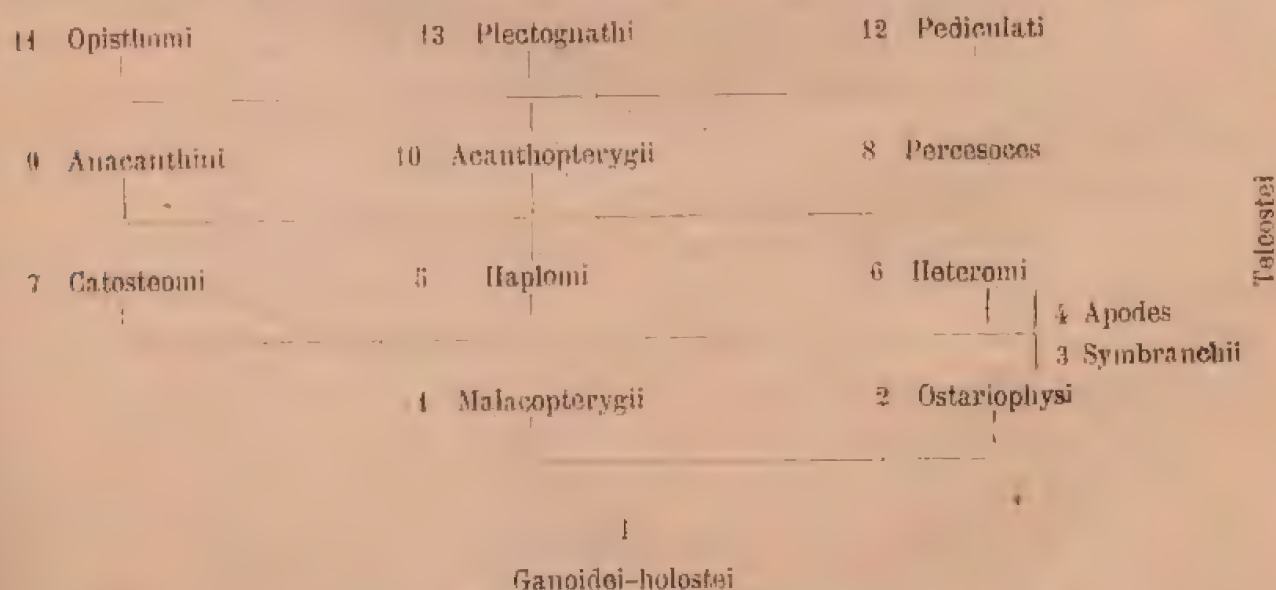 11 Opisthomi 13 Plectognathi 12 Pediculati
9 Anacanthini 10 Acanthopterygii 8 Percesoces
Teleostei
7 Catosteomi 5 Haplomi 6 Heteromi
4 Apodes
3 Symbranchii
1 Malacopterygii 2 Ostariophysi
Ganoidei-holostei